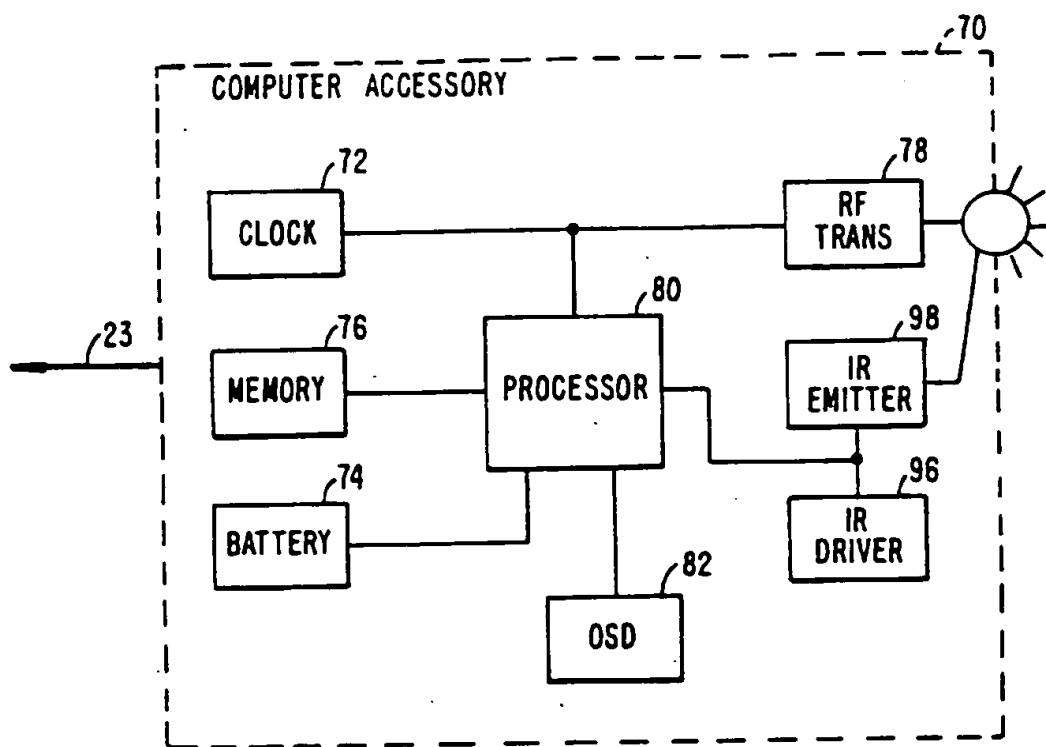 70
COMPUTER ACCESSORY
72
CLOCK
78
RF
TRANS
80
PROCESSOR
23
76
MEMORY
98
IR
EMITTER
74
BATTERY
96
IR
DRIVER
82
OSD